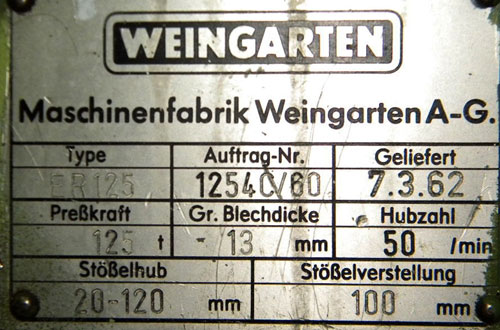 WEINGARTEN
Maschinenfabrik Weingarten A-G.
Type Auftrag-Nr. Geliefert
12540/60 7.3.62
Preßkraft Gr. Blechdicke Hubzahl
125 t - 13 mm 50 /min
Stößelhub Stößelverstellung
20-120 mm 100 mm